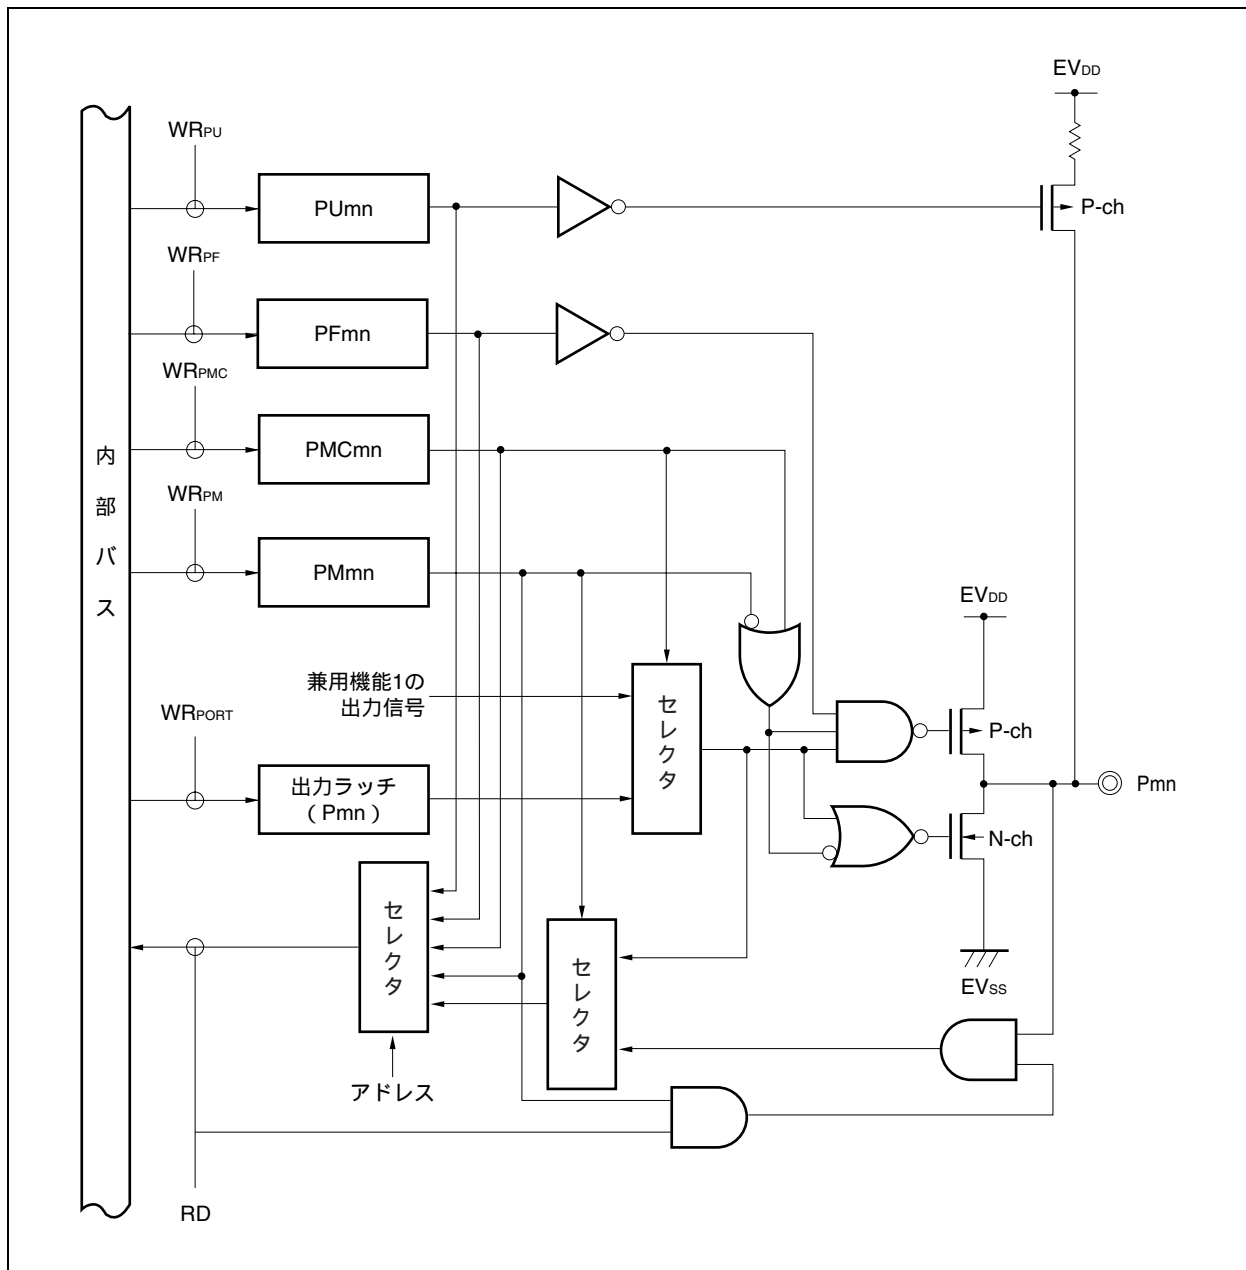 EVDD
WRPU
PUmn
P-ch
WRPF
PFmn
WRPMC
PMCmn
内部バス
WRPM
PMmn
EVDD
兼用機能1の
出力信号
セレクタ
P-ch
WRPORT
出力ラッチ
(Pmn)
Pmn
N-ch
セレクタ
セレクタ
EVSS
アドレス
RD